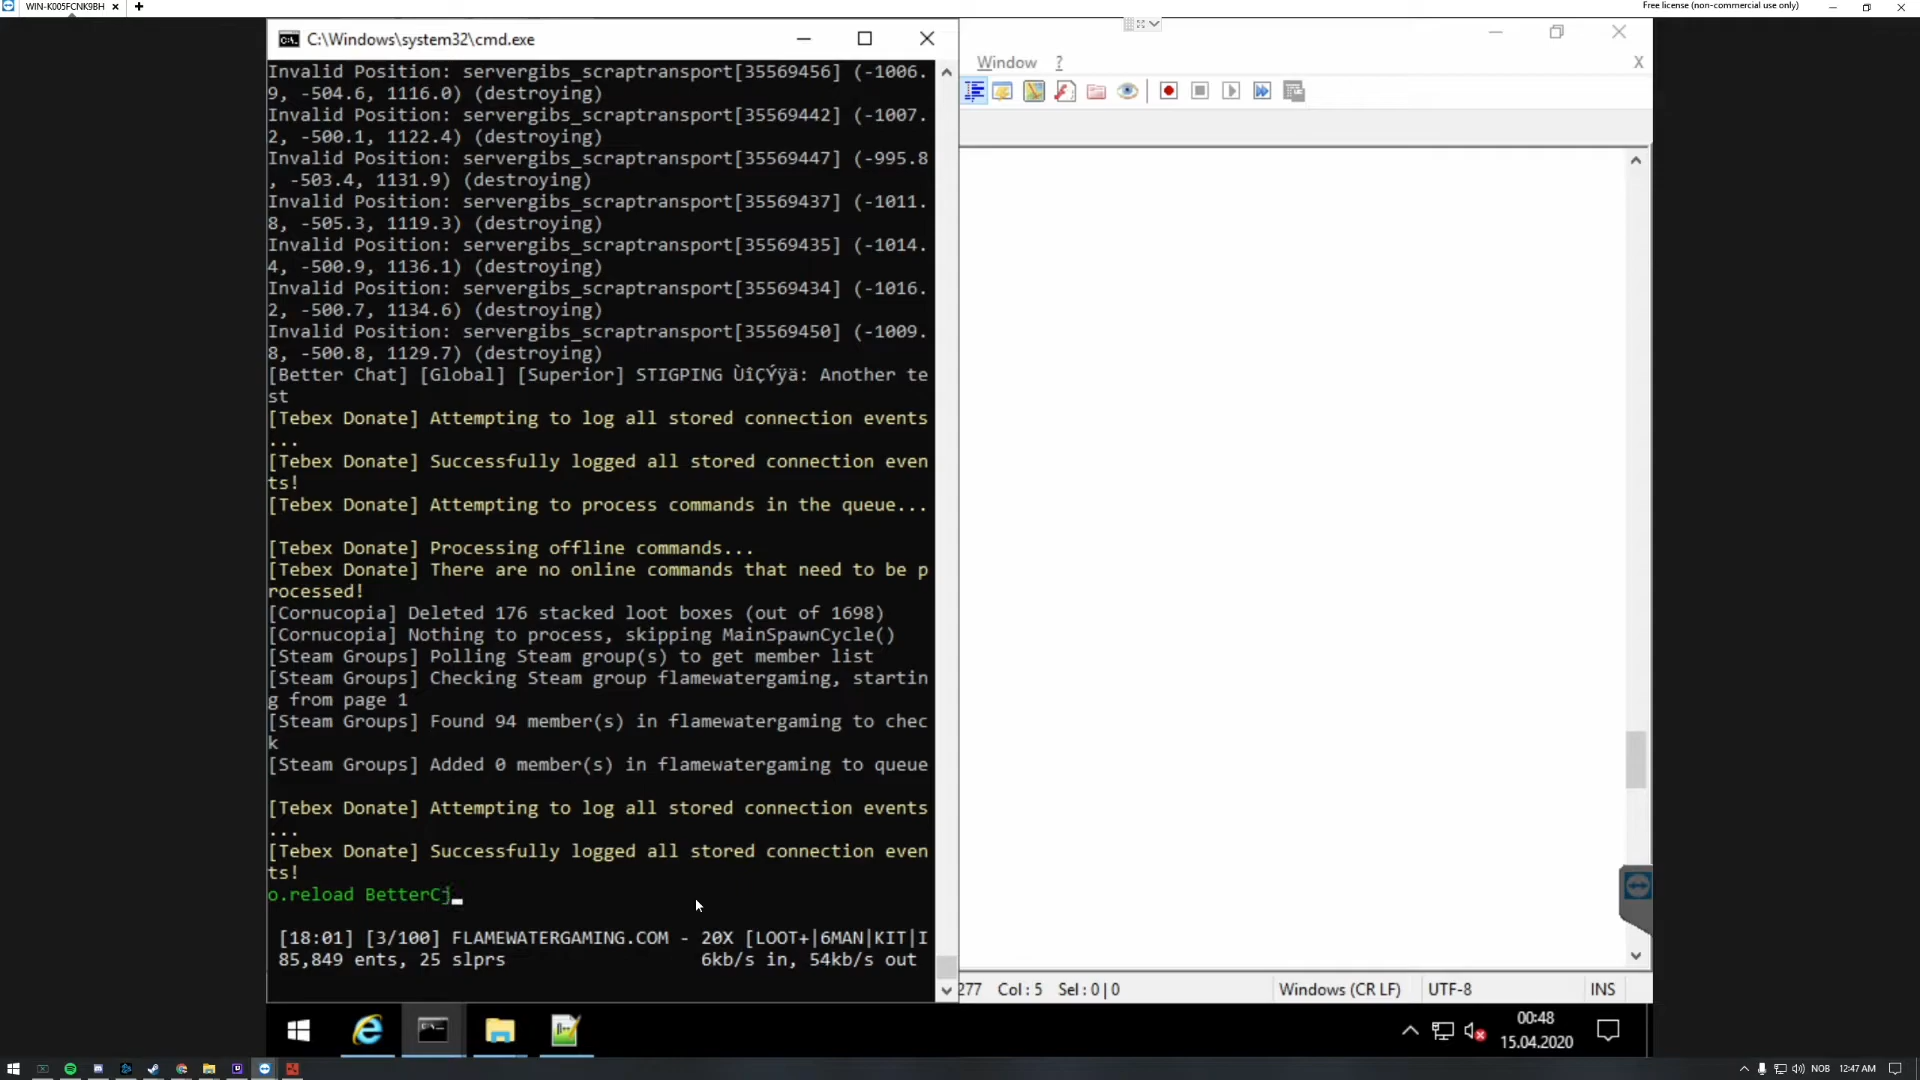 WIN-K005FCNK9BH
Free license (non-commercial use only)
C:\Windows\system32\cmd.exe
Window ?
Invalid Position: servergibs_scraptransport[35569456] (-1006.
9, -504.6, 1116.0) (destroying)
Invalid Position: servergibs_scraptransport[35569442] (-1007.
2, -500.1, 1122.4) (destroying)
Invalid Position: servergibs_scraptransport[35569447] (-995.8
, -503.4, 1131.9) (destroying)
Invalid Position: servergibs_scraptransport[35569437] (-1011.
8, -505.3, 1119.3) (destroying)
Invalid Position: servergibs_scraptransport[35569435] (-1014.
4, -500.9, 1136.1) (destroying)
Invalid Position: servergibs_scraptransport[35569434] (-1016.
2, -500.7, 1134.6) (destroying)
Invalid Position: servergibs_scraptransport[35569450] (-1009.
8, -500.8, 1129.7) (destroying)
[Better Chat] [Global] [Superior] STIGPING ÙîÇÝÿä: Another te
st
[Tebex Donate] Attempting to log all stored connection events
...
[Tebex Donate] Successfully logged all stored connection even
ts!
[Tebex Donate] Attempting to process commands in the queue...
[Tebex Donate] Processing offline commands...
[Tebex Donate] There are no online commands that need to be p
rocessed!
[Cornucopia] Deleted 176 stacked loot boxes (out of 1698)
[Cornucopia] Nothing to process, skipping MainSpawnCycle()
[Steam Groups] Polling Steam group(s) to get member list
[Steam Groups] Checking Steam group flamewatergaming, startin
g from page 1
[Steam Groups] Found 94 member(s) in flamewatergaming to chec
k
[Steam Groups] Added 0 member(s) in flamewatergaming to queue
[Tebex Donate] Attempting to log all stored connection events
...
[Tebex Donate] Successfully logged all stored connection even
ts!
o.reload BetterCj
[18:01] [3/100] FLAMEWATERGAMING.COM - 20X [LOOT+|6MAN|KIT|I
85,849 ents, 25 slprs 6kb/s in, 54kb/s out
277 Col : 5 Sel : 0 | 0 Windows (CR LF) UTF-8 INS
00:48
15.04.2020
NOB 12:47 AM